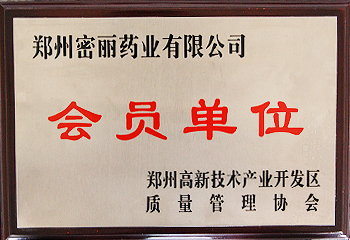 郑州密丽药业有限公司
会员单位
郑州高新技术产业开发区
质量管理协会